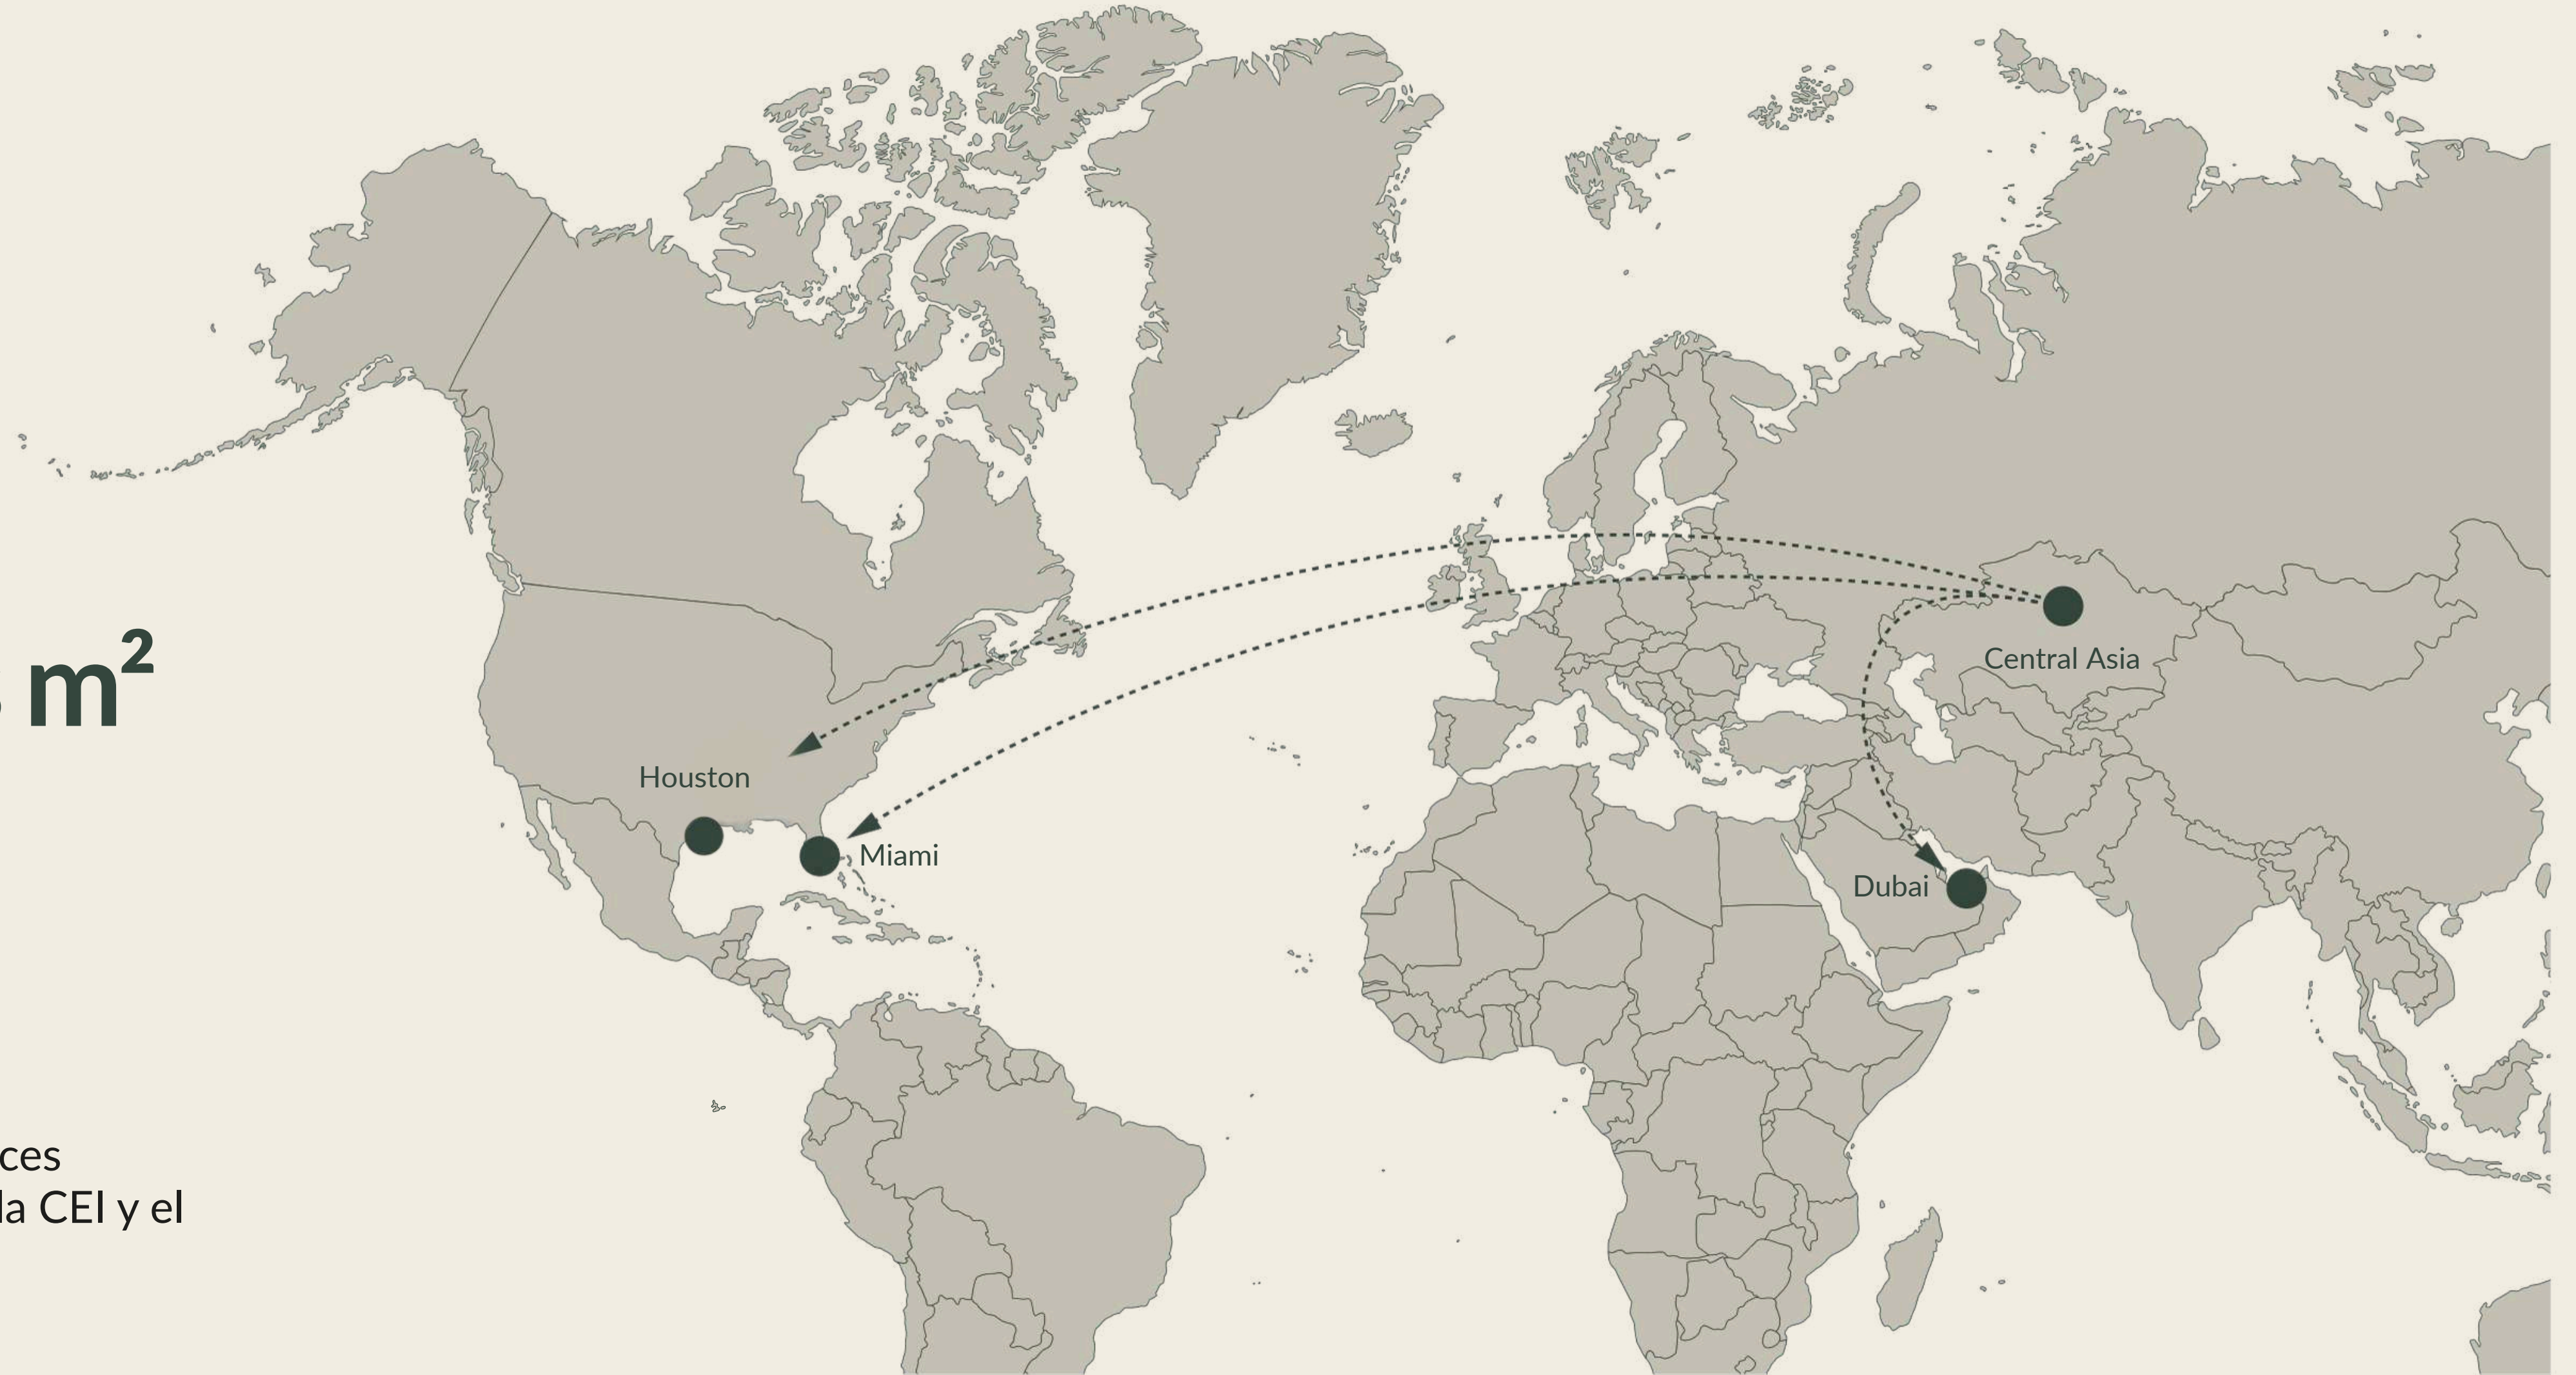 m²
ces
la CEI y el
Central Asia
Houston
Miami
Dubai